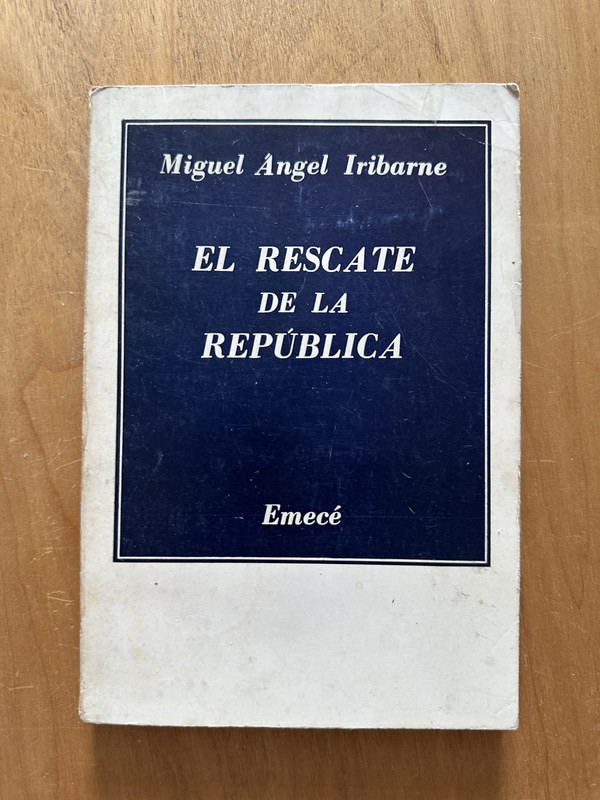 Miguel Ángel Iribarne
EL RESCATE
DE LA
REPÚBLICA
Emecé